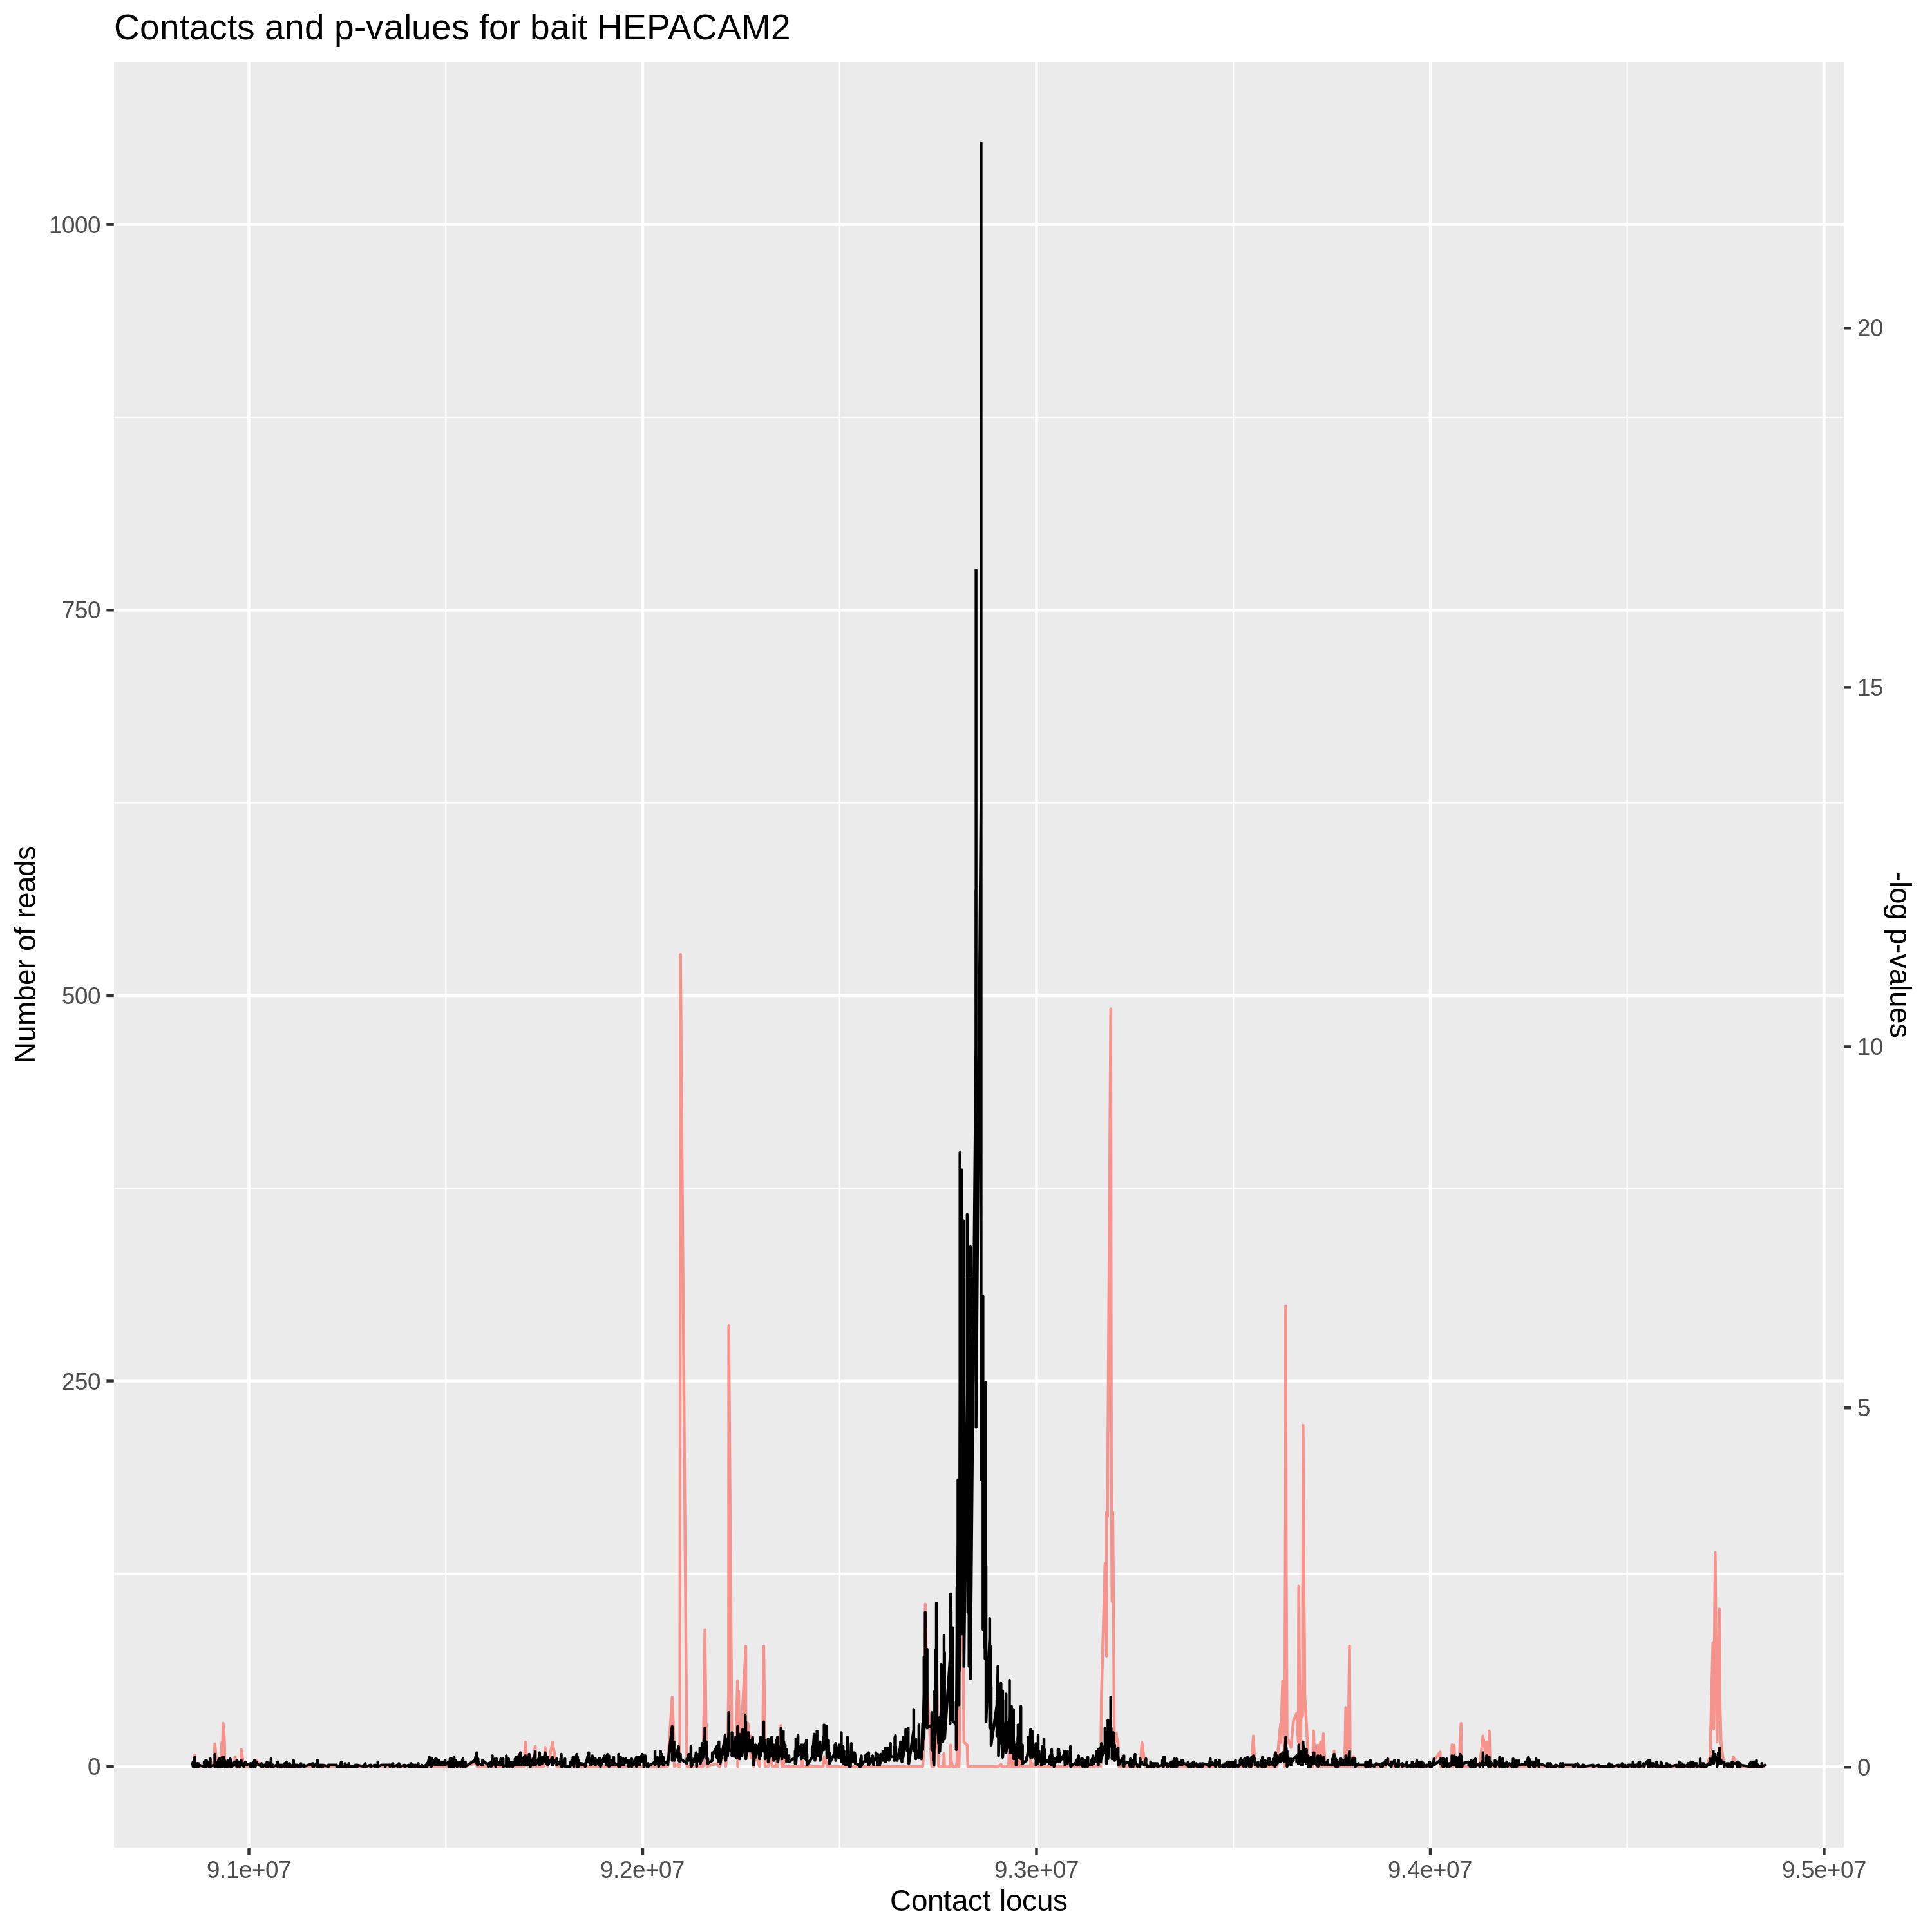 Contacts and p-values for bait HEPACAM2
1000
750
500
250
0
Number of reads
20
15
10
5
0
-log p-values
9.1e+07
9.2e+07
9.3e+07
9.4e+07
9.5e+07
Contact locus